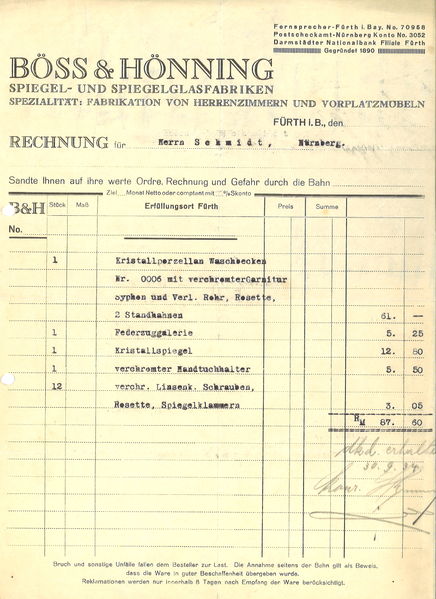 Fernsprecher-Fürth i. Bay. No. 70958
Postscheckamt-Nürnberg Konto No. 3052
Darmstädter Nationalbank Filiale Fürth
Gegründet 1890
BÖSS & HÖNNING
SPIEGEL- UND SPIEGELGLASFABRIKEN
SPEZIALITÄT: FABRIKATION VON HERRENZIMMERN UND VORPLATZMÖBELN
FÜRTH I. B., den
RECHNUNG für Herrn Schmidt, Nürnberg.
Sandte Ihnen auf ihre werte Ordre, Rechnung und Gefahr durch die Bahn
Ziel Monat Netto oder comptant mit % Skonto
B&H Stück Maß Erfüllungsort Fürth Preis Summe
No.
1 Kristallporzellan Waschbecken
Nr. 0006 mit verchromter Garnitur
Syphon und Verl. Rohr, Rosette,
2 Standhahnen 61. —
1 Federzuggalerie 5. 25
1 Kristallspiegel 12. 80
1 verchromter Handtuchhalter 5. 50
12 verchr. Linsenk. Schrauben,
Rosette, Spiegelklammern 3. 05
RM 87. 60
dkd. erhalten
30. 9. 34
Bruch und sonstige Unfälle fallen dem Besteller zur Last. Die Annahme seitens der Bahn gilt als Beweis,
dass die Ware in guter Beschaffenheit übergeben wurde.
Reklamationen werden nur innerhalb 8 Tagen nach Empfang der Ware berücksichtigt.